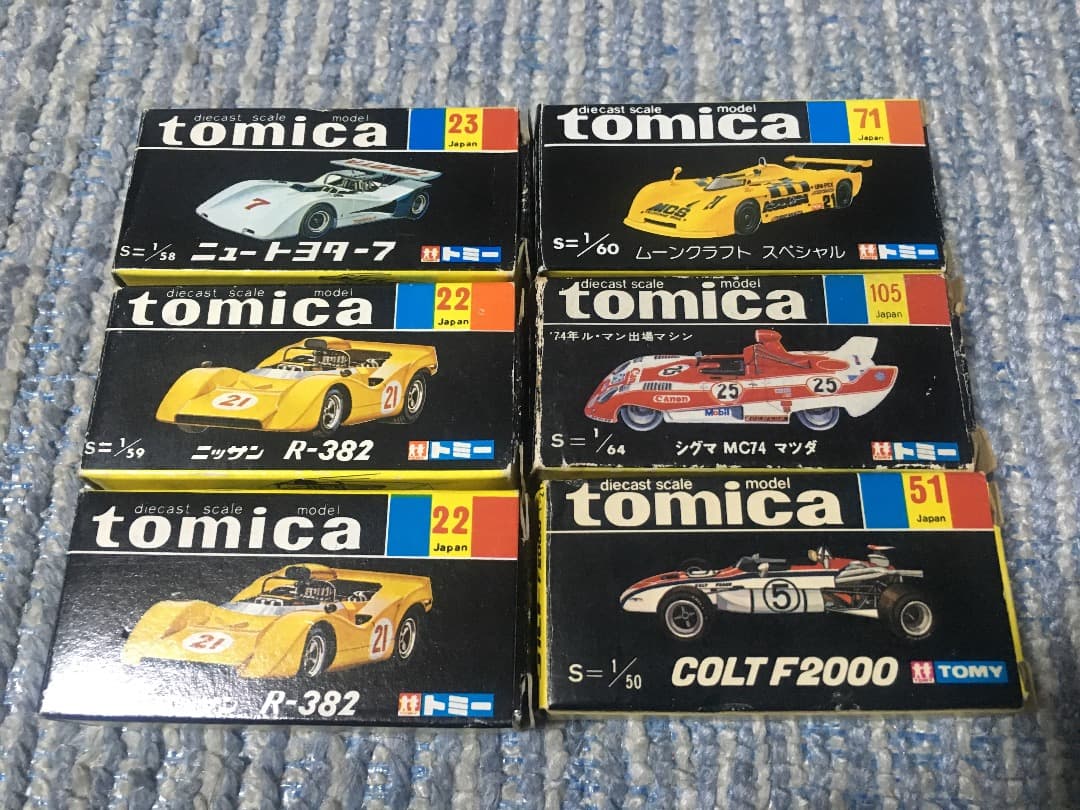 diecast scale model
tomica
23
Japan
7
S=1/58 ニュートヨタ-7 トミー
diecast scale model
tomica
71
Japan
MCS
21
21
S=1/60 ムーンクラフト スペシャル トミー
diecast scale model
tomica
22
Japan
21
21
S=1/59 ニッサン R-382 トミー
diecast scale model
tomica
105
Japan
'74年ル・マン出場マシン
25
25
Canon
Mobil
S=1/64 シグマ MC74 マツダ トミー
diecast scale model
tomica
22
Japan
21
21
R-382 トミー
diecast scale model
tomica
51
Japan
5
S=1/50 COLT F2000 TOMY